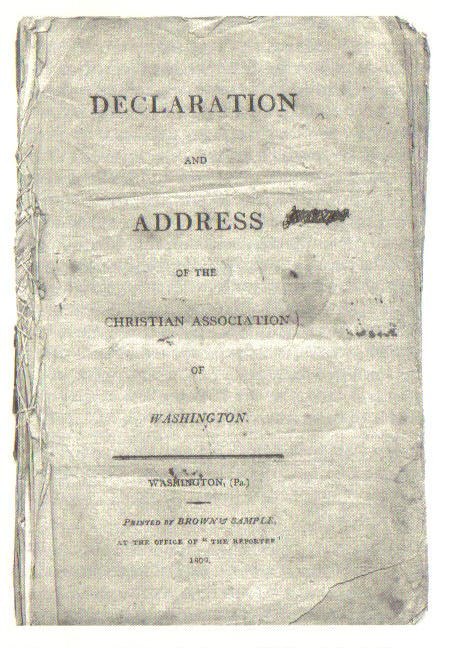 DECLARATION
AND
ADDRESS
OF THE
CHRISTIAN ASSOCIATION
OF
WASHINGTON.
WASHINGTON, (Pa.)
PRINTED BY BROWN & SAMPLE,
AT THE OFFICE OF "THE REPORTER"
1809.